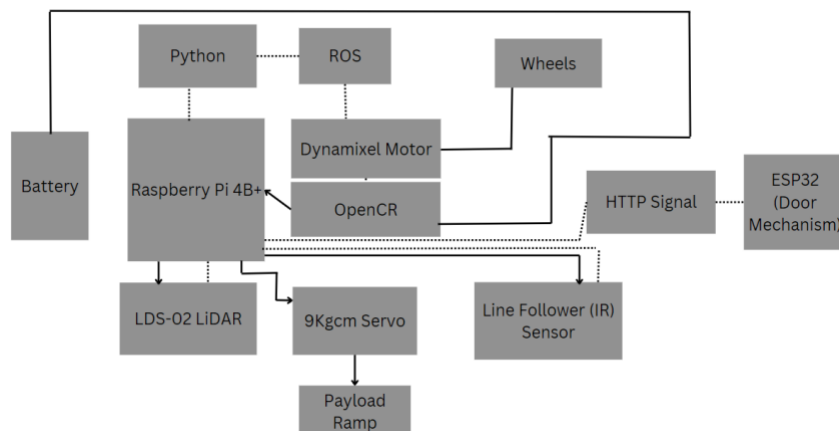 Python
ROS
Wheels
Battery
Raspberry Pi 4B+
Dynamixel Motor
OpenCR
HTTP Signal
ESP32
(Door
Mechanism)
LDS-02 LiDAR
9Kgcm Servo
Line Follower (IR)
Sensor
Payload
Ramp